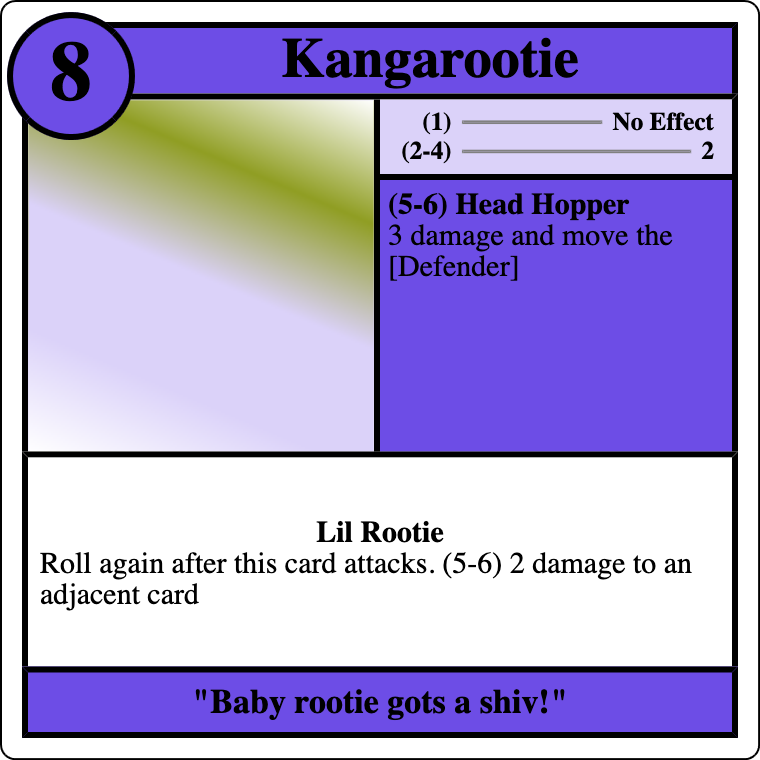 8
Kangarootie
(1) No Effect
(2-4) 2
(5-6) Head Hopper
3 damage and move the
[Defender]
Lil Rootie
Roll again after this card attacks. (5-6) 2 damage to an
adjacent card
"Baby rootie gots a shiv!"